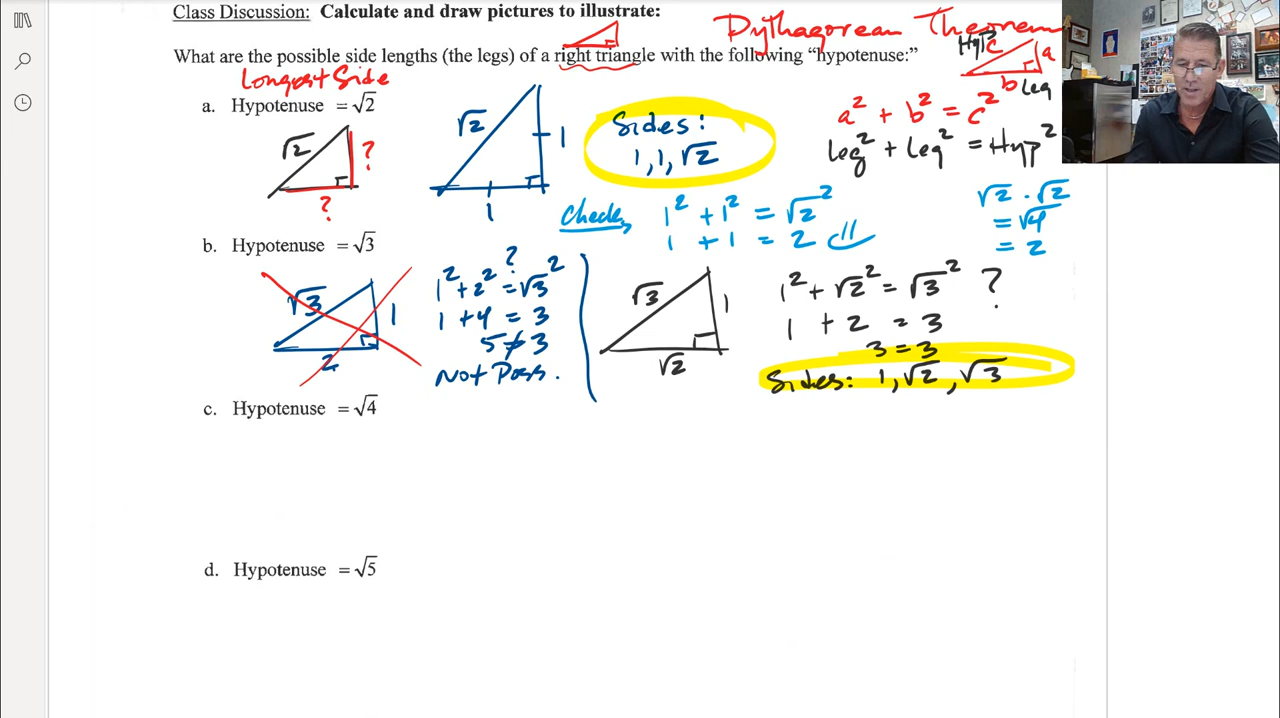 Class Discussion: Calculate and draw pictures to illustrate:
Pythagorean Theorem
What are the possible side lengths (the legs) of a right triangle with the following “hypotenuse:”
Hyp c a
b Leg
Longest Side
a. Hypotenuse = √2
a² + b² = c²
Leg² + Leg² = Hyp²
√2 ?
?
√2 1
1
Sides:
1, 1, √2
Check, 1² + 1² = √2²
1 + 1 = 2
√2 · √2
= √4
= 2
b. Hypotenuse = √3
√3 1
2
?
1² + 2² = √3²
1 + 4 = 3
5 ≠ 3
Not Poss.
√3 1
√2
1² + √2² = √3² ?
1 + 2 = 3
3 = 3
Sides: 1, √2, √3
c. Hypotenuse = √4
d. Hypotenuse = √5